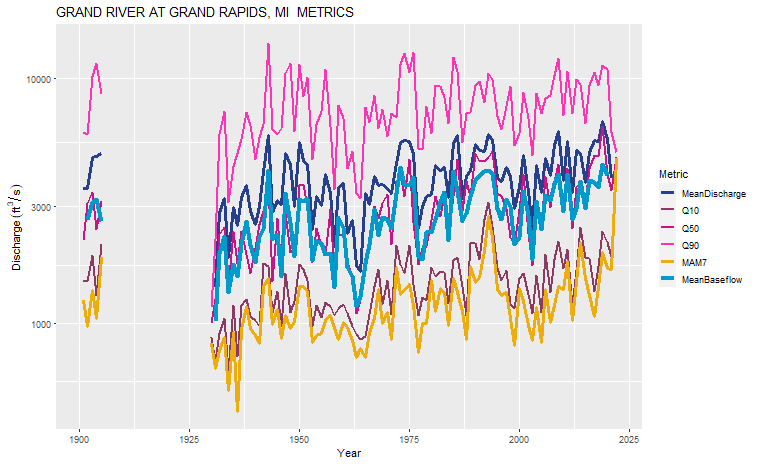 GRAND RIVER AT GRAND RAPIDS, MI  METRICS
10000
3000
1000
Discharge (ft³/s)
1900
1925
1950
1975
2000
2025
Year
Metric
MeanDischarge
Q10
Q50
Q90
MAM7
MeanBaseflow